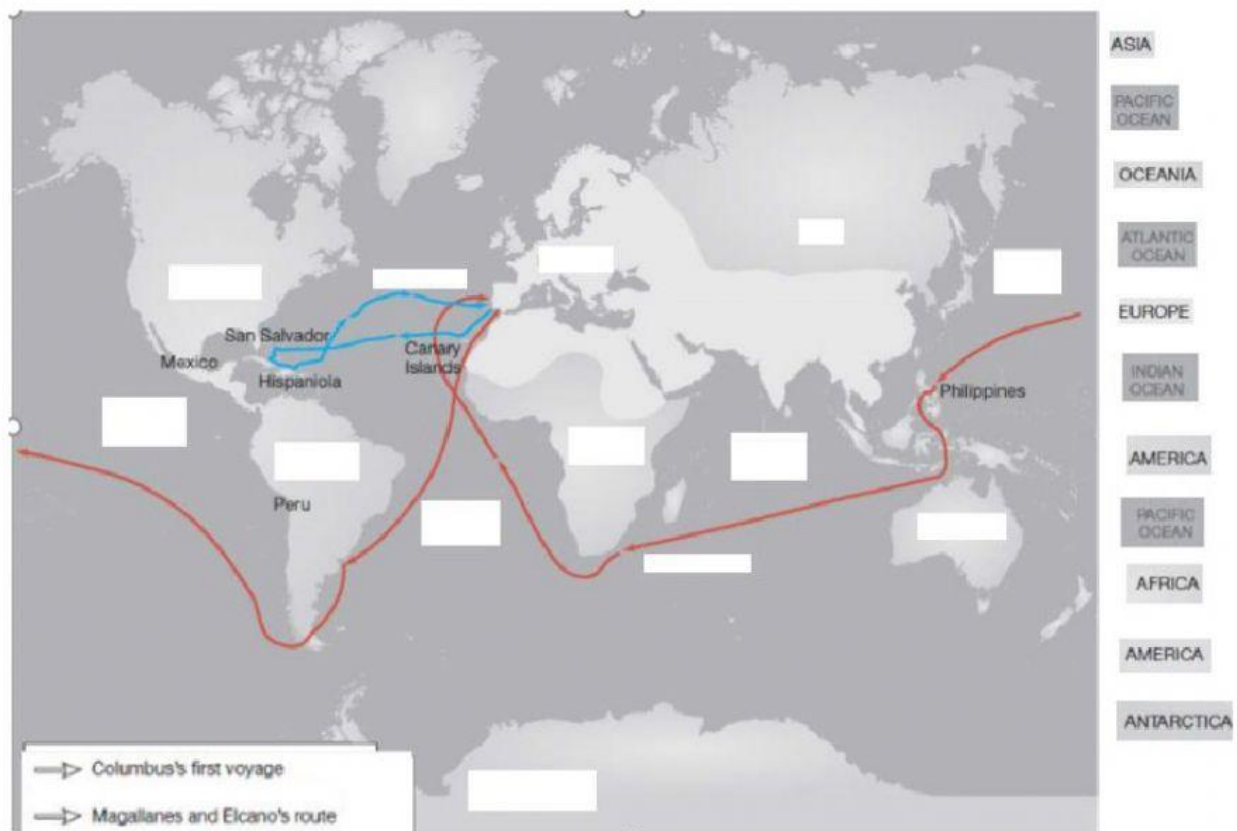 San Salvador
Mexico
Hispaniola
Canary
Islands
Philippines
Peru
Columbus's first voyage
Magallanes and Elcano's route
ASIA
PACIFIC
OCEAN
OCEANIA
ATLANTIC
OCEAN
EUROPE
INDIAN
OCEAN
AMERICA
PACIFIC
OCEAN
AFRICA
AMERICA
ANTARCTICA